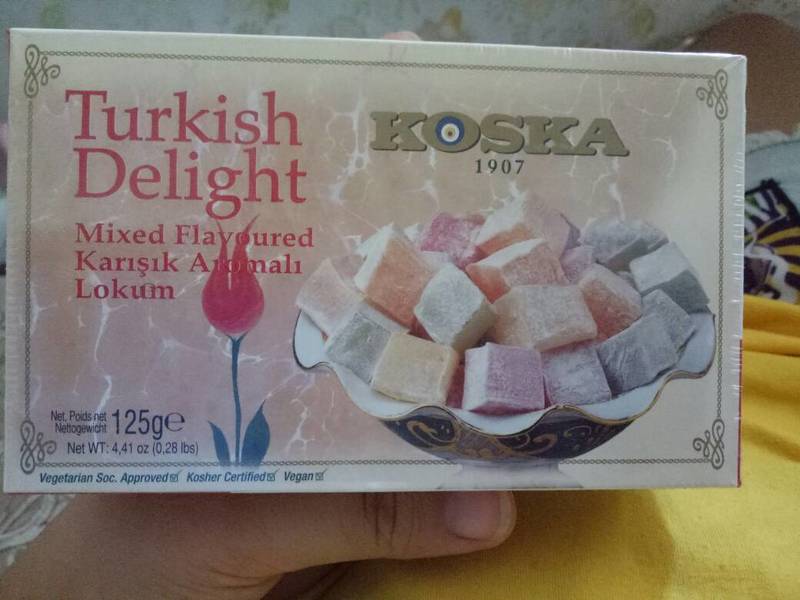 Turkish
Delight
Mixed Flavoured
Karışık Aromalı
Lokum
KOSKA
1907
Net, Poids net
Nettogewicht
125g℮
Net WT: 4,41 oz (0,28 lbs)
Vegetarian Soc. Approved☑ Kosher Certified☑ Vegan☑